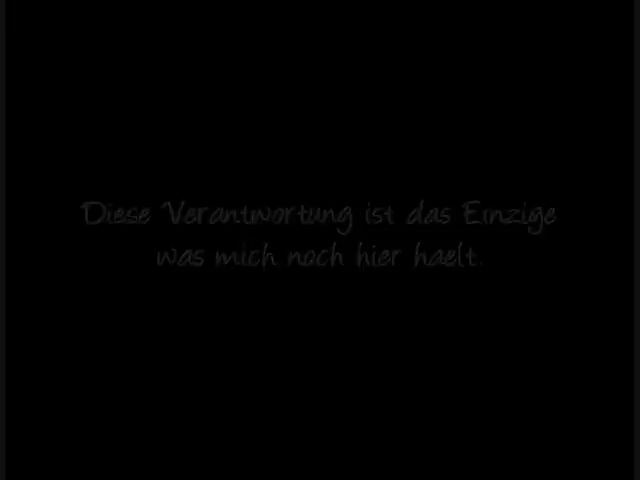 Diese Verantwortung ist das Einzige
was mich noch hier haelt.